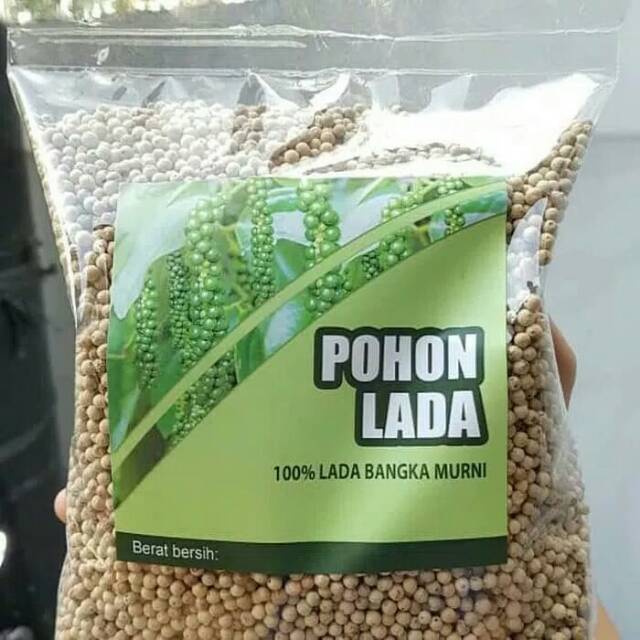 POHON
LADA
100% LADA BANGKA MURNI
Berat bersih: